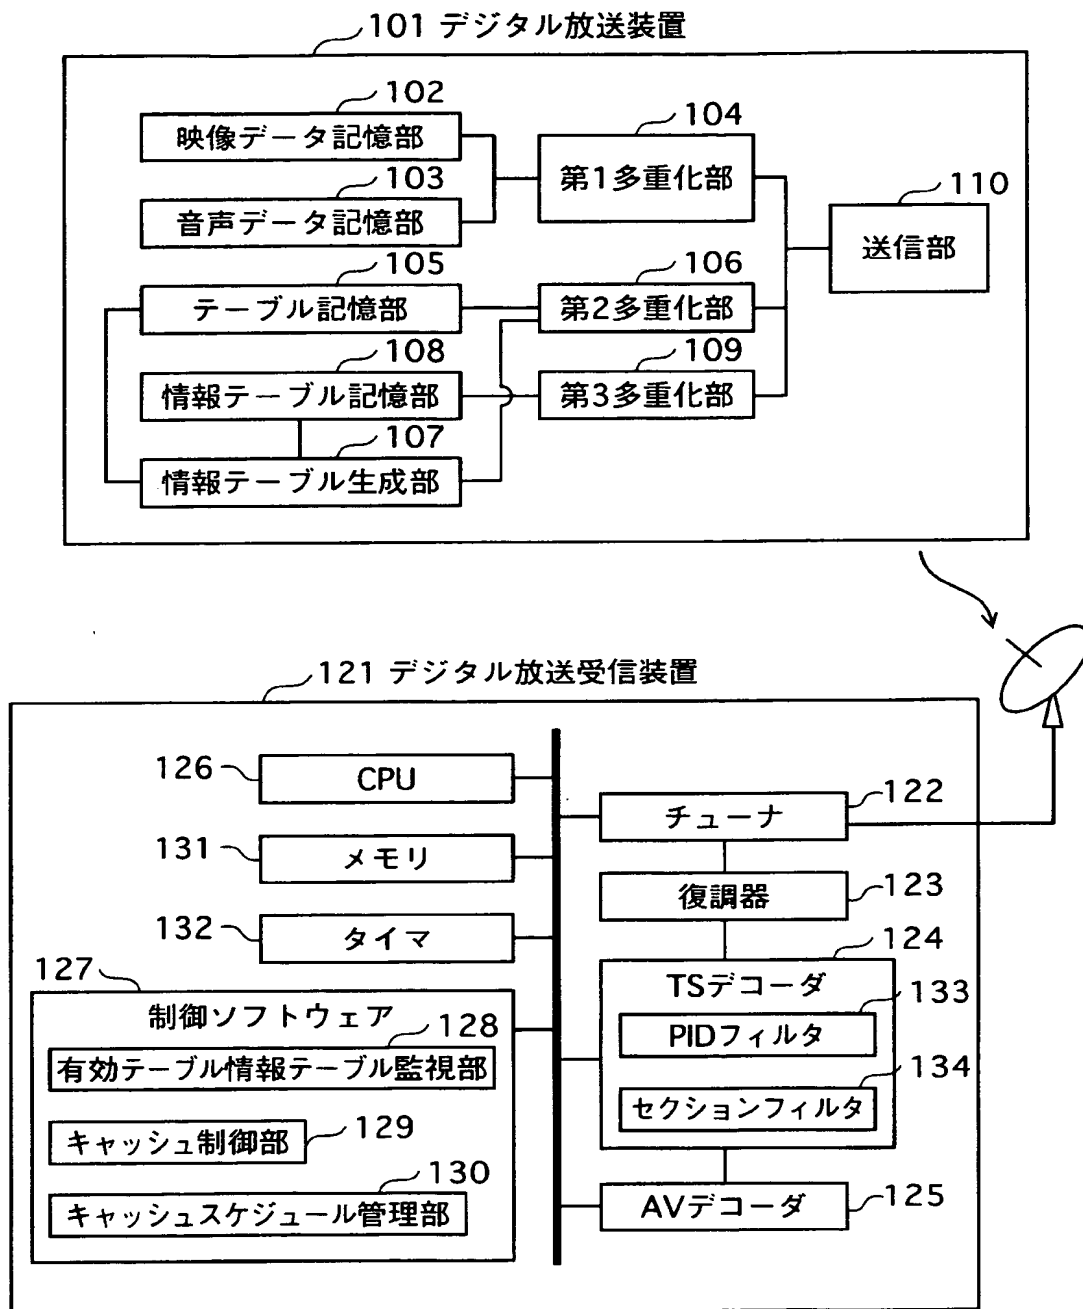 101 デジタル放送装置
102
映像データ記憶部
103
音声データ記憶部
104
第1多重化部
110
送信部
105
テーブル記憶部
106
第2多重化部
108
情報テーブル記憶部
109
第3多重化部
107
情報テーブル生成部
121 デジタル放送受信装置
126
CPU
131
メモリ
132
タイマ
127
制御ソフトウェア
128
有効テーブル情報テーブル監視部
129
キャッシュ制御部
130
キャッシュスケジュール管理部
122
チューナ
123
復調器
124
TSデコーダ
133
PIDフィルタ
134
セクションフィルタ
125
AVデコーダ